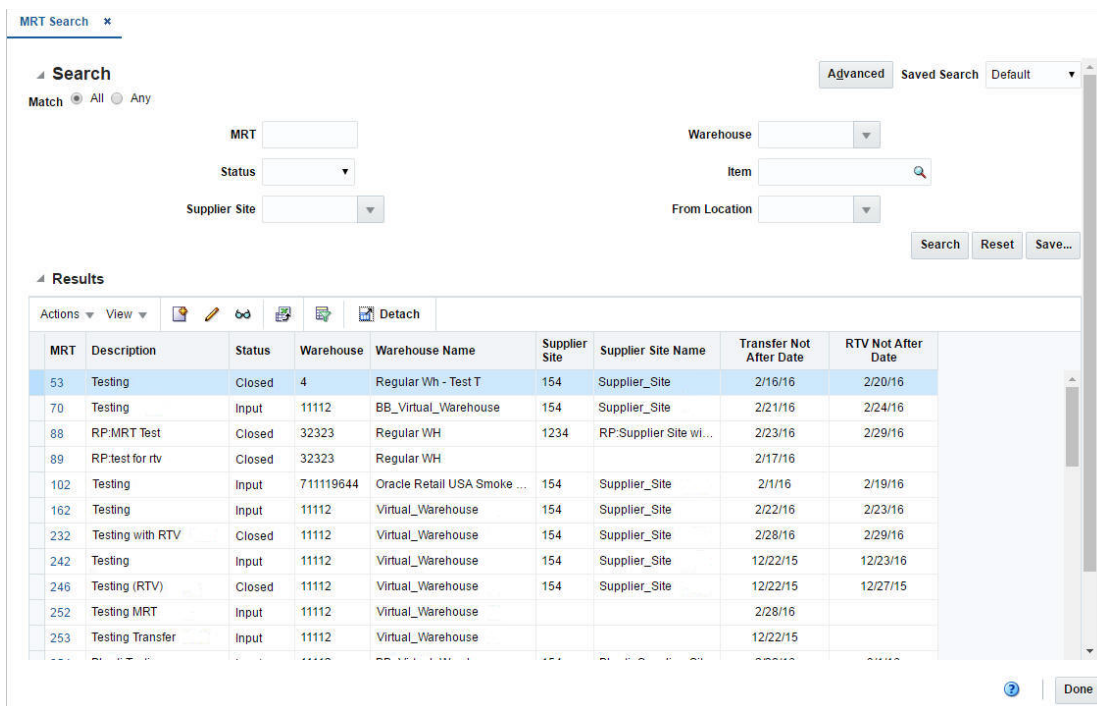 MRT Search ×
Search
Advanced Saved Search Default
Match All Any
MRT Warehouse
Status Item
Supplier Site From Location
Search Reset Save...
Results
Actions View Detach
MRT Description Status Warehouse Warehouse Name Supplier Site Supplier Site Name Transfer Not After Date RTV Not After Date
53 Testing Closed 4 Regular Wh - Test T 154 Supplier_Site 2/16/16 2/20/16
70 Testing Input 11112 BB_Virtual_Warehouse 154 Supplier_Site 2/21/16 2/24/16
88 RP:MRT Test Closed 32323 Regular WH 1234 RP:Supplier Site wi... 2/23/16 2/29/16
89 RP:test for rtv Closed 32323 Regular WH 2/17/16
102 Testing Input 711119644 Oracle Retail USA Smoke ... 154 Supplier_Site 2/1/16 2/19/16
162 Testing Input 11112 Virtual_Warehouse 154 Supplier_Site 2/22/16 2/23/16
232 Testing with RTV Closed 11112 Virtual_Warehouse 154 Supplier_Site 2/28/16 2/29/16
242 Testing Input 11112 Virtual_Warehouse 154 Supplier_Site 12/22/15 12/23/16
246 Testing (RTV) Closed 11112 Virtual_Warehouse 154 Supplier_Site 12/22/15 12/27/15
252 Testing MRT Input 11112 Virtual_Warehouse 2/28/16
253 Testing Transfer Input 11112 Virtual_Warehouse 12/22/15
Done